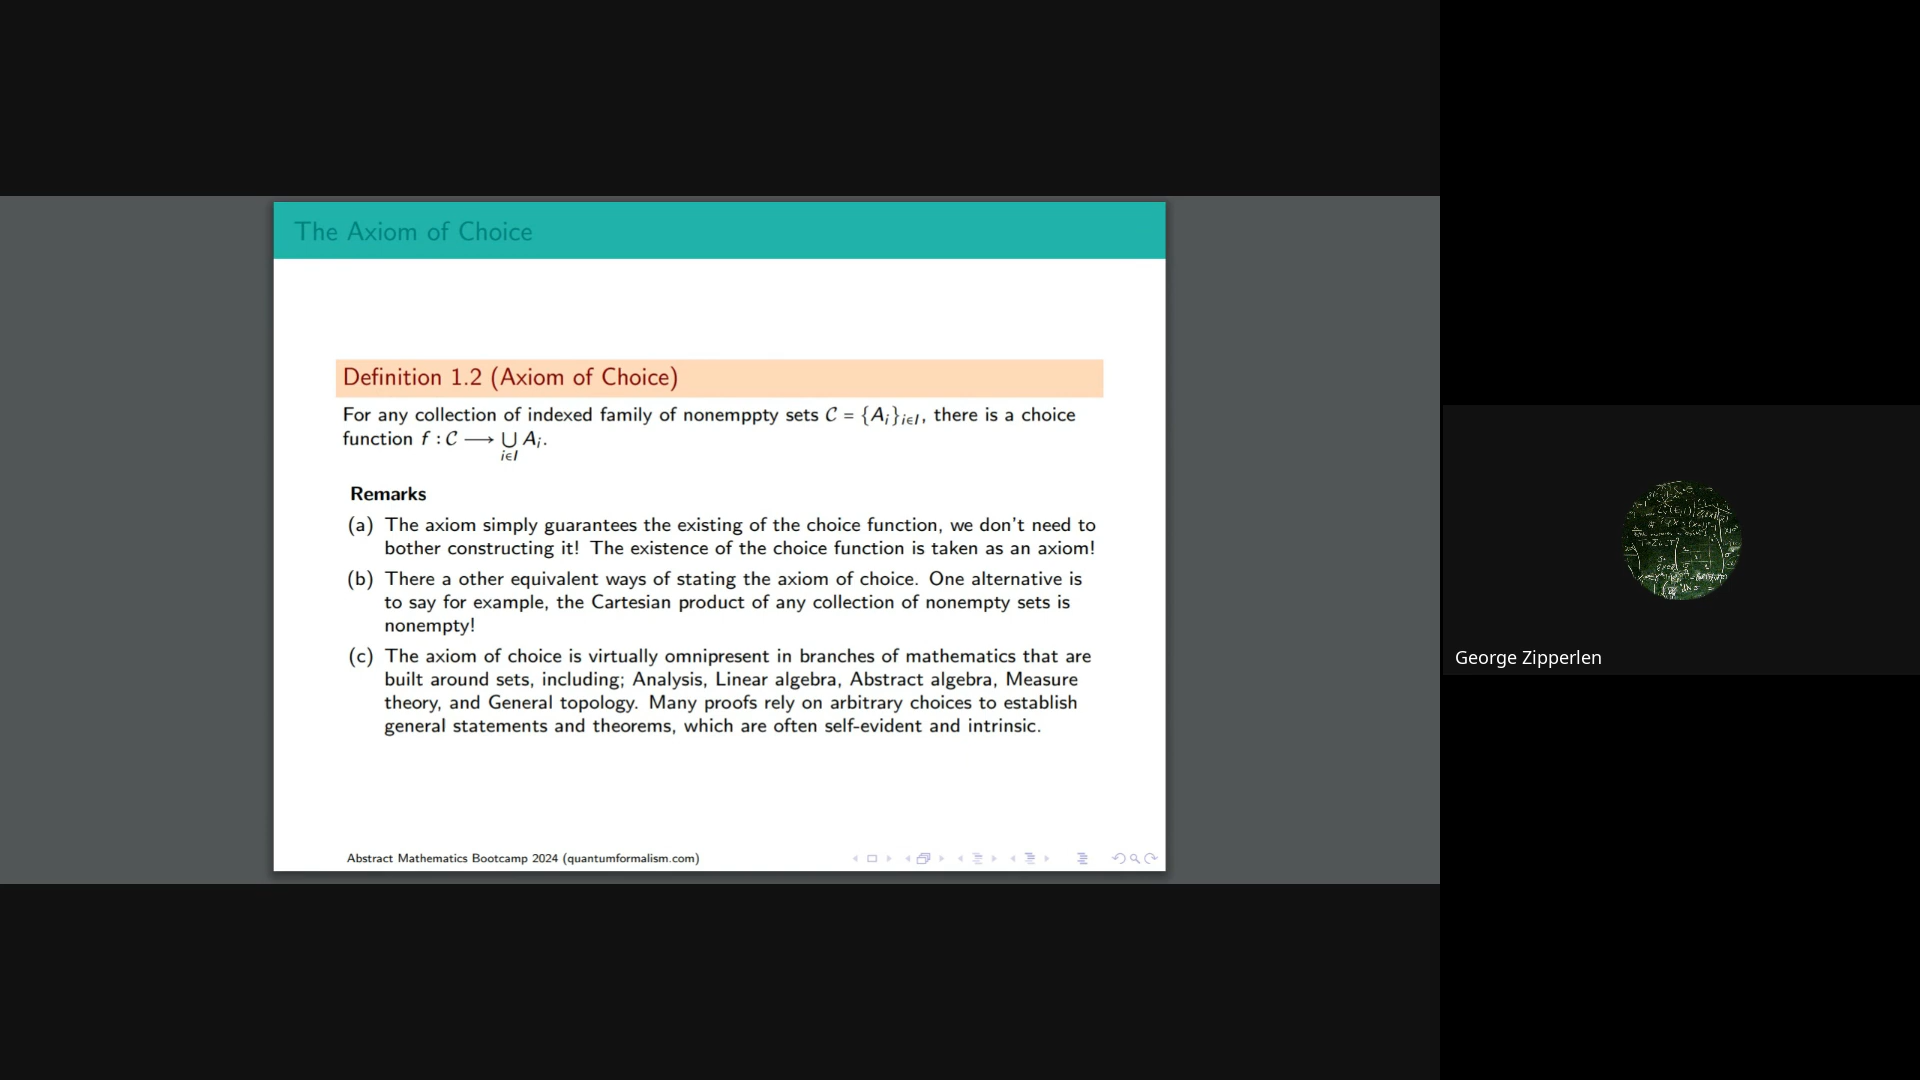 The Axiom of Choice
Definition 1.2 (Axiom of Choice)
For any collection of indexed family of nonemppty sets 𝒞 = {Aᵢ}ᵢ∈I, there is a choice
function f : 𝒞 ⟶ ⋃ Aᵢ.
i∈I
Remarks
(a) The axiom simply guarantees the existing of the choice function, we don't need to
bother constructing it! The existence of the choice function is taken as an axiom!
(b) There a other equivalent ways of stating the axiom of choice. One alternative is
to say for example, the Cartesian product of any collection of nonempty sets is
nonempty!
(c) The axiom of choice is virtually omnipresent in branches of mathematics that are
built around sets, including; Analysis, Linear algebra, Abstract algebra, Measure
theory, and General topology. Many proofs rely on arbitrary choices to establish
general statements and theorems, which are often self-evident and intrinsic.
Abstract Mathematics Bootcamp 2024 (quantumformalism.com)
George Zipperlen